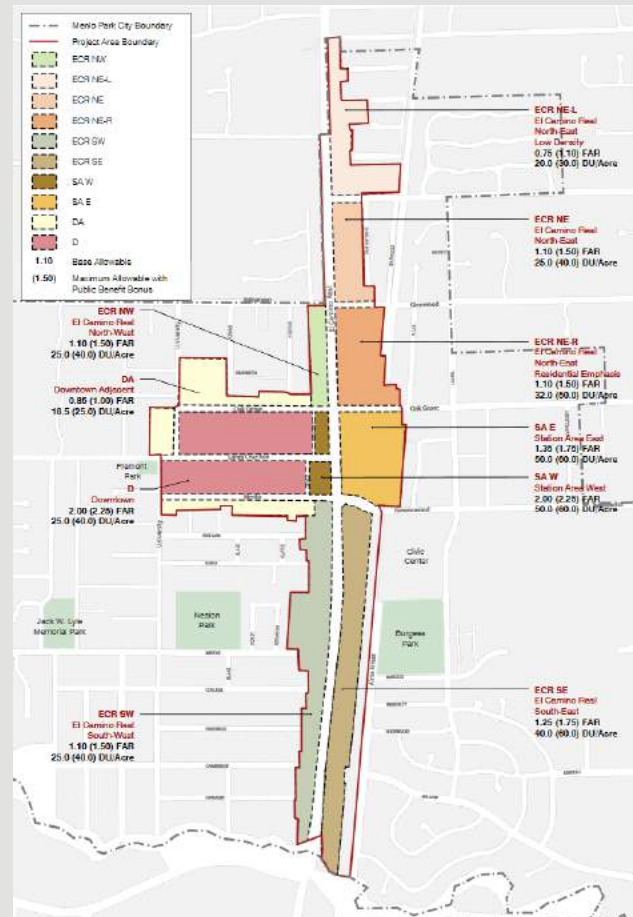 Menlo Park City Boundary
Project Area Boundary
ECR NW
ECR NE-L
ECR NE
ECR NE-R
ECR SW
ECR SE
SA W
SA E
DA
D
1.10 Base Allowable
(1.50) Maximum Allowable with
Public Benefit Bonus
ECR NE-L
El Camino Real
North-East
Low Density
0.75 (1.10) FAR
20.0 (30.0) DU/Acre
ECR NE
El Camino Real
North-East
1.10 (1.50) FAR
25.0 (40.0) DU/Acre
ECR NW
El Camino Real
North-West
1.10 (1.50) FAR
25.0 (40.0) DU/Acre
ECR NE-R
El Camino Real
North-East
Residential Emphasis
1.10 (1.50) FAR
32.0 (50.0) DU/Acre
DA
Downtown Adjacent
0.85 (1.00) FAR
18.5 (25.0) DU/Acre
SA E
Station Area East
1.35 (1.75) FAR
50.0 (60.0) DU/Acre
SA W
Station Area West
2.00 (2.25) FAR
50.0 (60.0) DU/Acre
Fremont
Park
D
Downtown
2.00 (2.25) FAR
25.0 (40.0) DU/Acre
El Camino Real
Glenwood
Oak Grove
Oak Grove
Ravenswood
University
University
Civic
Center
Jack W. Lyle
Memorial Park
Nealon
Park
Burgess
Park
Alma Street
ECR SE
El Camino Real
South-East
1.25 (1.75) FAR
40.0 (60.0) DU/Acre
ECR SW
El Camino Real
South-West
1.10 (1.50) FAR
25.0 (40.0) DU/Acre